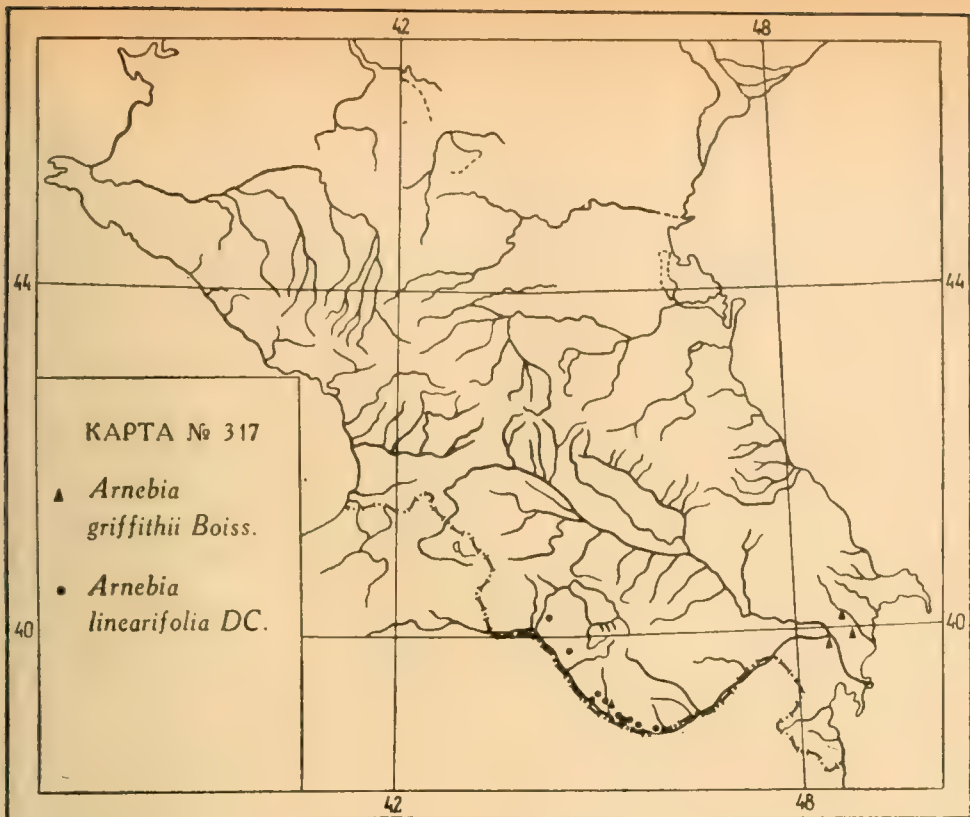 42 48
44 44
КАРТА № 317
Arnebia
griffithii Boiss.
Arnebia
linearifolia DC.
40 40
42 48